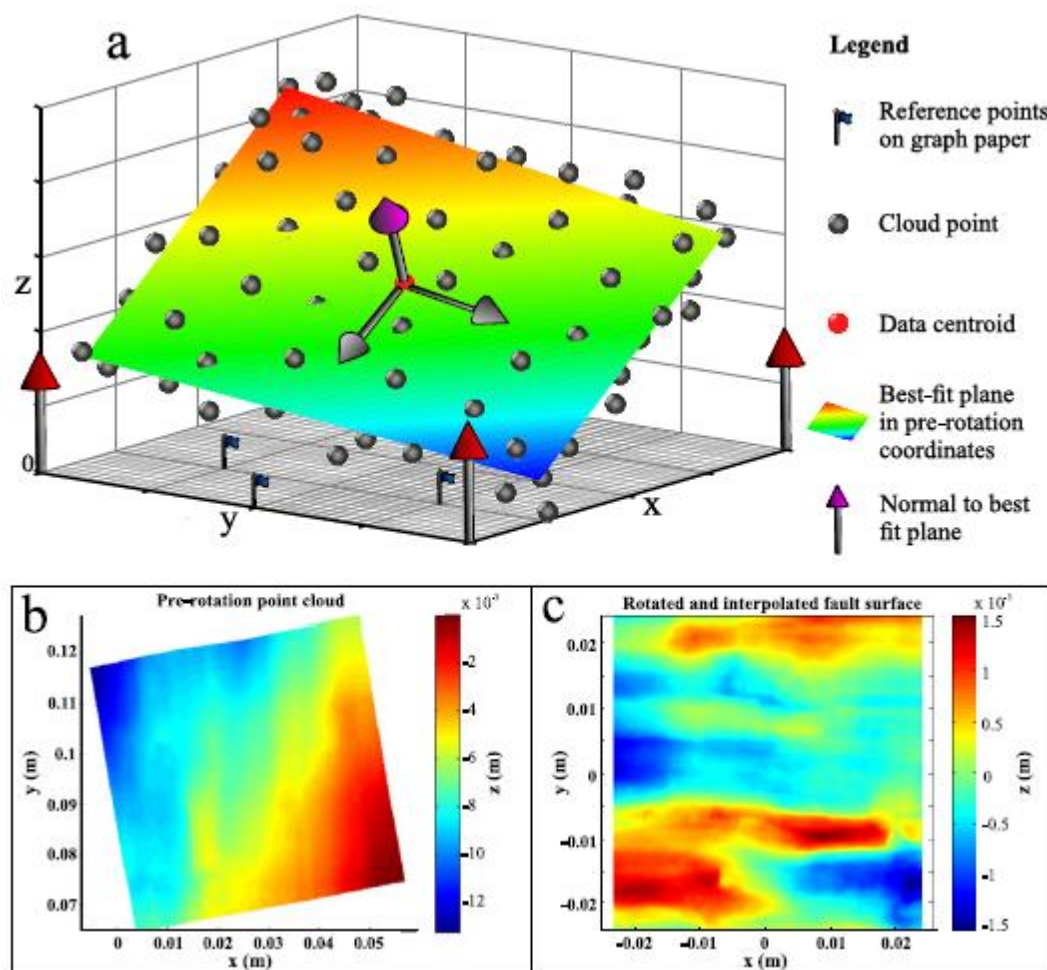 a
z
0
y
x
Legend
Reference points
on graph paper
Cloud point
Data centroid
Best-fit plane
in pre-rotation
coordinates
Normal to best
fit plane
b
Pre-rotation point cloud
x 10
0.12
0.11
0.1
0.09
0.08
0.07
y (m)
0 0.01 0.02 0.03 0.04 0.05
x (m)
-2
-4
-6
-8
-10
-12
z (m)
c
Rotated and interpolated fault surface
x 10
0.02
0.01
0
-0.01
-0.02
y (m)
-0.02 -0.01 0 0.01 0.02
x (m)
1.5
1
0.5
0
-0.5
-1
-1.5
z (m)